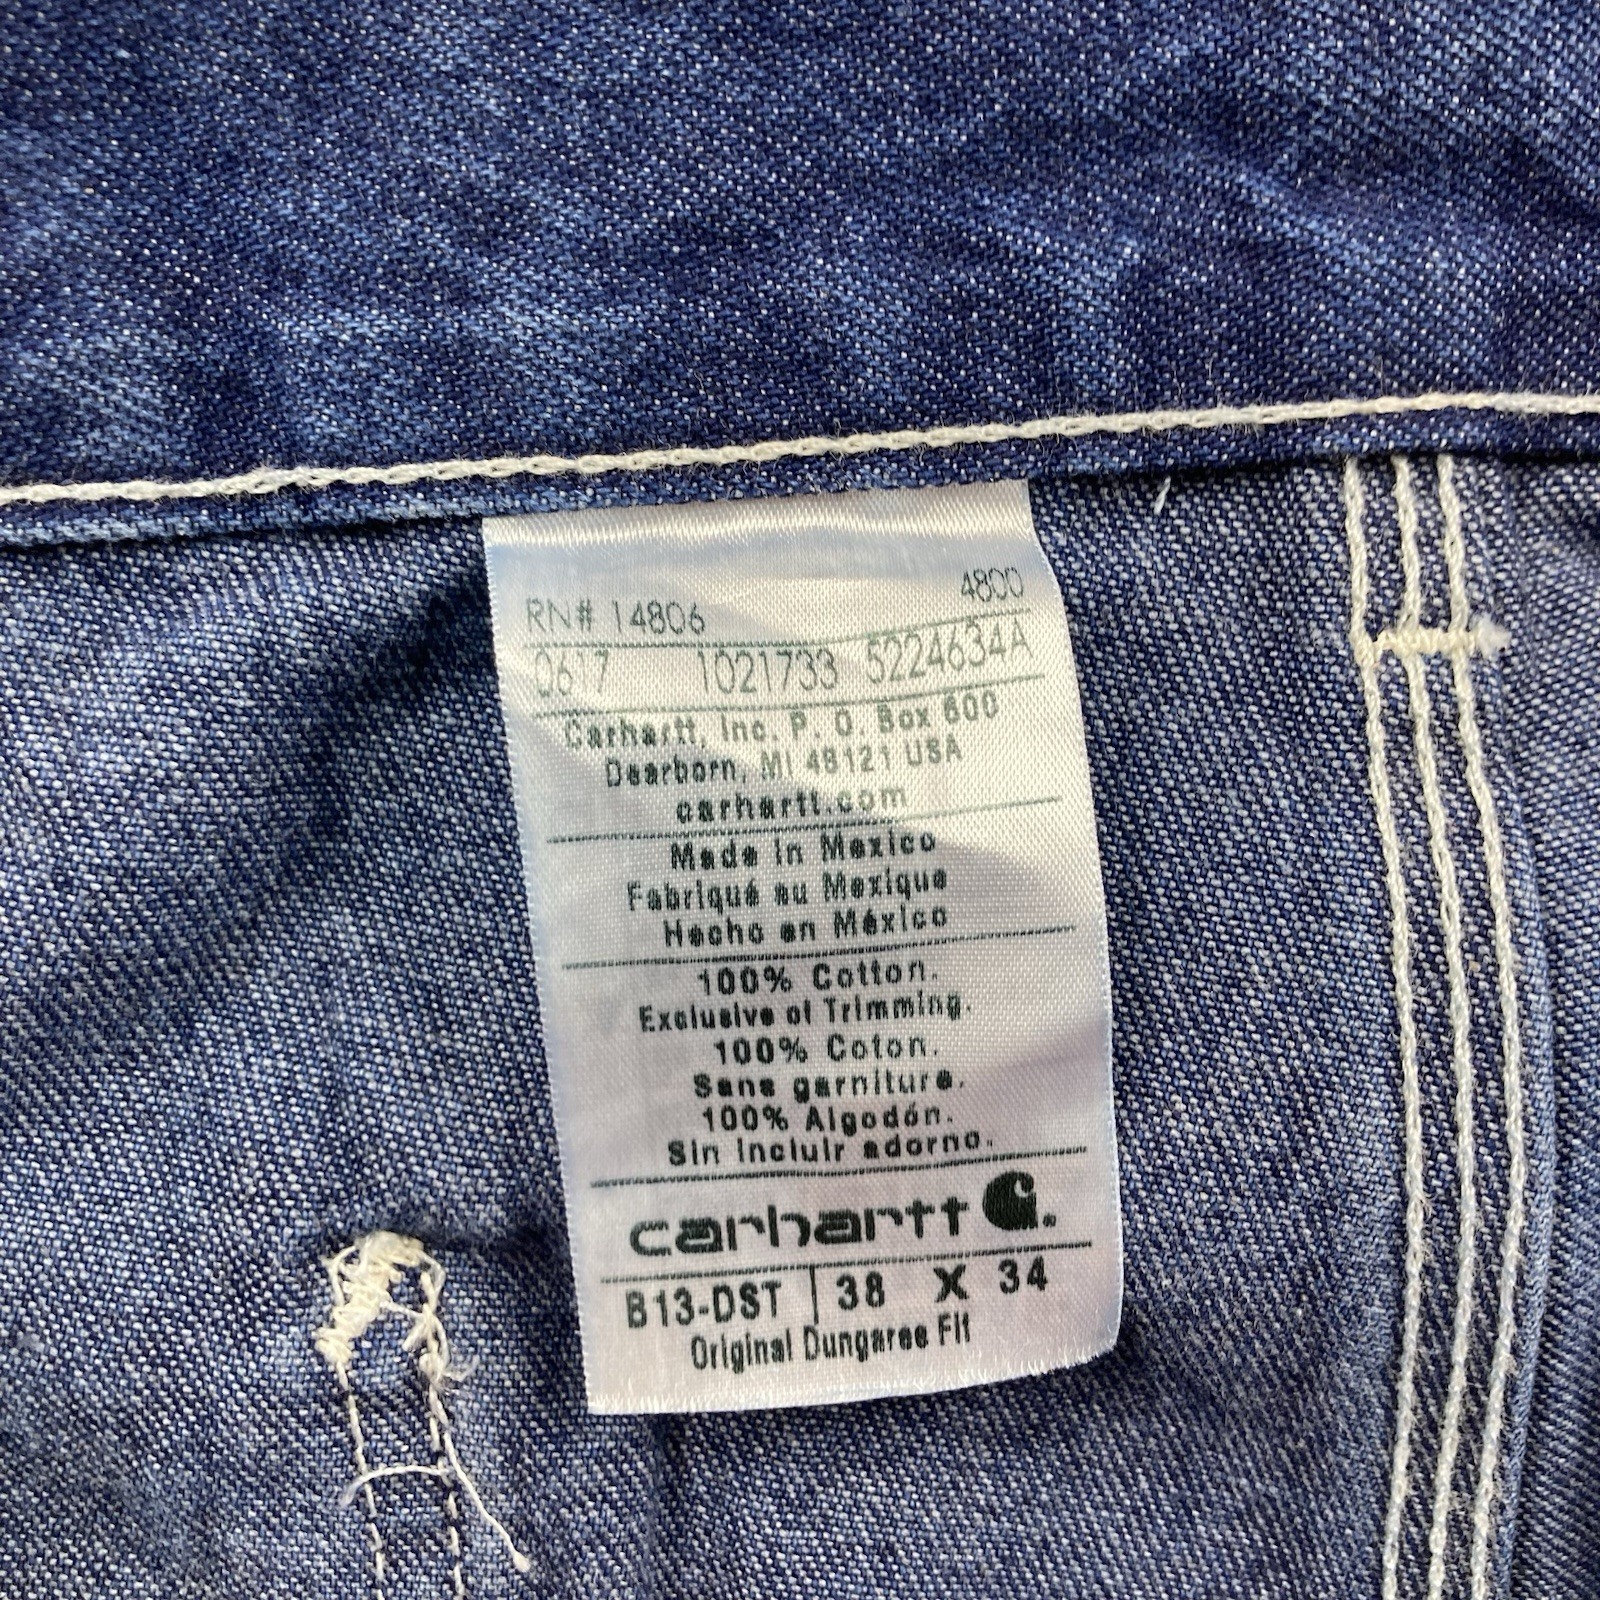 4800
RN# 14806
0617 1021733 5224634A
Carhartt, Inc. P. O. Box 600
Dearborn, MI 48121 USA
carhartt.com
Made in Mexico
Fabriqué au Mexique
Hecho en México
100% Cotton.
Exclusive of Trimming.
100% Coton.
Sans garniture.
100% Algodón.
Sin incluir adorno.
carhartt
B13-DST | 38 X 34
Original Dungaree Fit